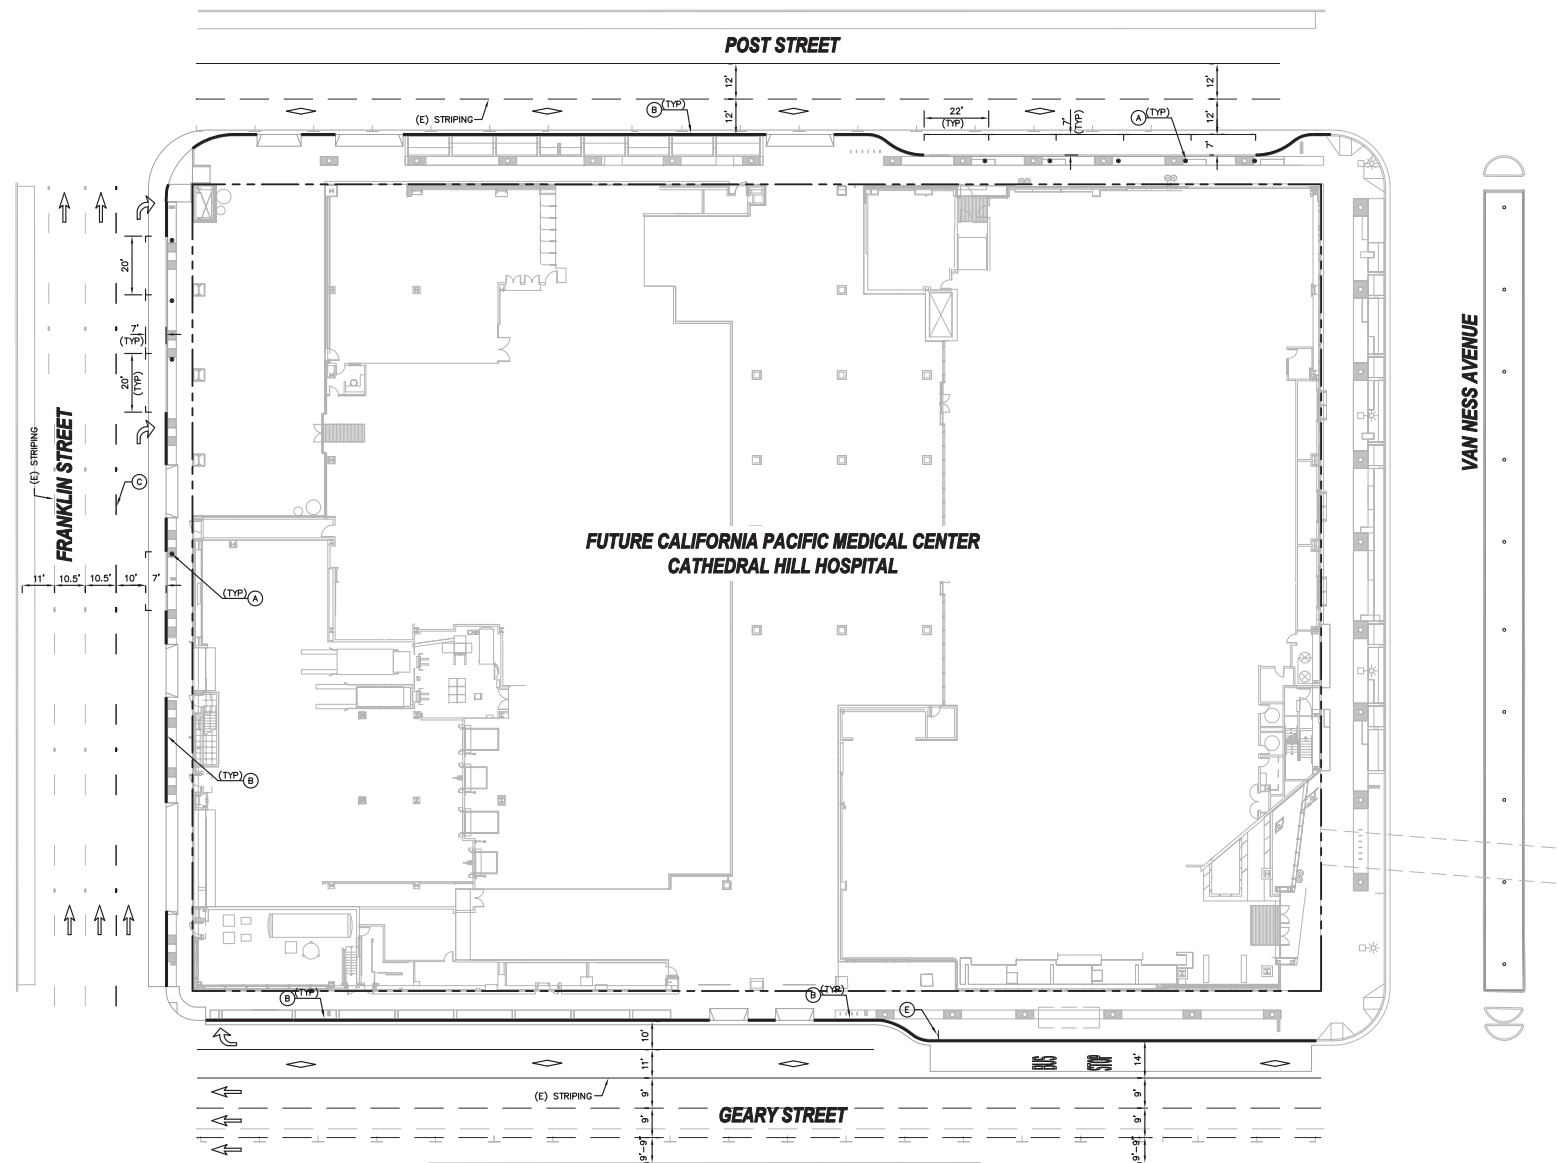 POST STREET
12'
12'
(E) STRIPING
B
(TYP)
12'
12'
22'
(TYP)
7'
(TYP)
A
(TYP)
12'
12'
7'
20'
7'
(TYP)
20'
(TYP)
(E) STRIPING
FRANKLIN STREET
C
VAN NESS AVENUE
FUTURE CALIFORNIA PACIFIC MEDICAL CENTER
CATHEDRAL HILL HOSPITAL
11'
10.5'
10.5'
10'
7'
(TYP)
A
(TYP)
B
B
(TYP)
B
(TYP)
E
10'
11'
BUS
STOP
14'
(E) STRIPING
9'
9'
GEARY STREET
9'
9'
9'-9"
9'-9"